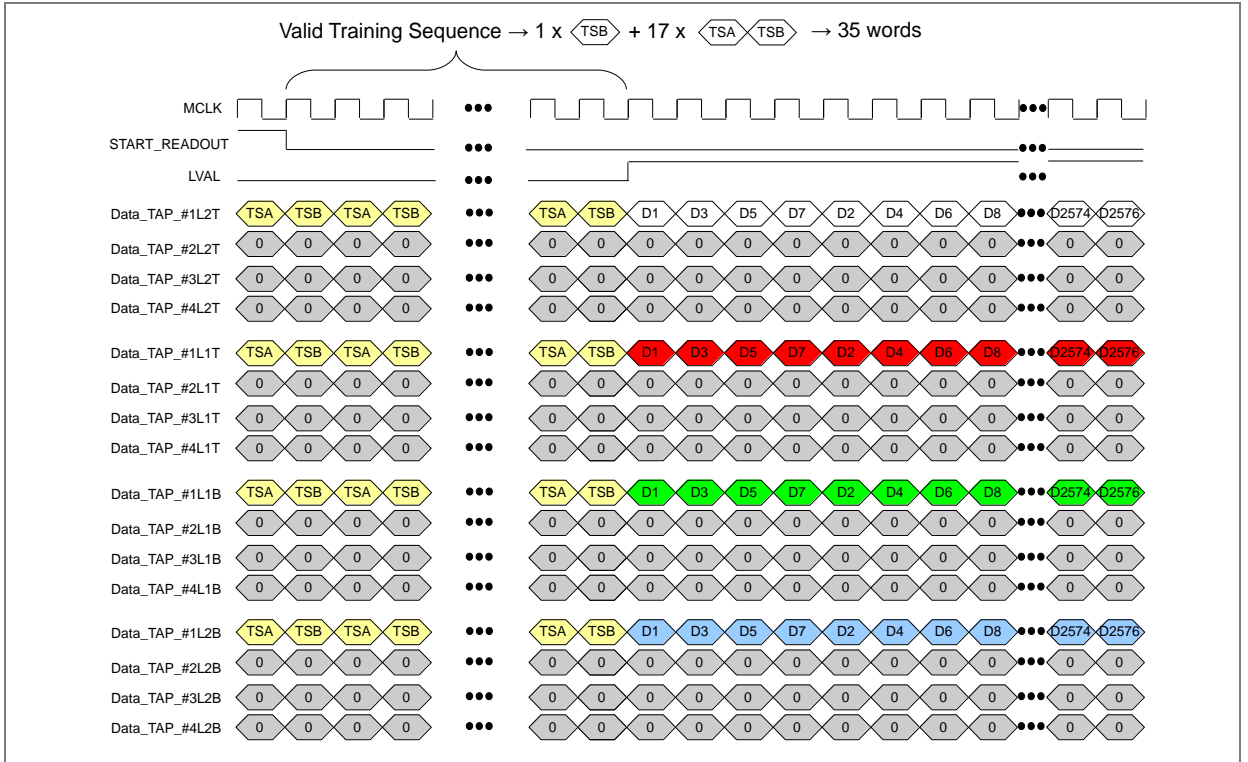 Valid Training Sequence → 1 x TSB + 17 x TSA TSB → 35 words
MCLK •••  •••
START_READOUT •••  •••
LVAL •••  •••
Data_TAP_#1L2T TSA TSB TSA TSB ••• TSA TSB D1 D3 D5 D7 D2 D4 D6 D8 ••• D2574 D2576
Data_TAP_#2L2T 0 0 0 0 ••• 0 0 0 0 0 0 0 0 0 0 ••• 0 0
Data_TAP_#3L2T 0 0 0 0 ••• 0 0 0 0 0 0 0 0 0 0 ••• 0 0
Data_TAP_#4L2T 0 0 0 0 ••• 0 0 0 0 0 0 0 0 0 0 ••• 0 0
Data_TAP_#1L1T TSA TSB TSA TSB ••• TSA TSB D1 D3 D5 D7 D2 D4 D6 D8 ••• D2574 D2576
Data_TAP_#2L1T 0 0 0 0 ••• 0 0 0 0 0 0 0 0 0 0 ••• 0 0
Data_TAP_#3L1T 0 0 0 0 ••• 0 0 0 0 0 0 0 0 0 0 ••• 0 0
Data_TAP_#4L1T 0 0 0 0 ••• 0 0 0 0 0 0 0 0 0 0 ••• 0 0
Data_TAP_#1L1B TSA TSB TSA TSB ••• TSA TSB D1 D3 D5 D7 D2 D4 D6 D8 ••• D2574 D2576
Data_TAP_#2L1B 0 0 0 0 ••• 0 0 0 0 0 0 0 0 0 0 ••• 0 0
Data_TAP_#3L1B 0 0 0 0 ••• 0 0 0 0 0 0 0 0 0 0 ••• 0 0
Data_TAP_#4L1B 0 0 0 0 ••• 0 0 0 0 0 0 0 0 0 0 ••• 0 0
Data_TAP_#1L2B TSA TSB TSA TSB ••• TSA TSB D1 D3 D5 D7 D2 D4 D6 D8 ••• D2574 D2576
Data_TAP_#2L2B 0 0 0 0 ••• 0 0 0 0 0 0 0 0 0 0 ••• 0 0
Data_TAP_#3L2B 0 0 0 0 ••• 0 0 0 0 0 0 0 0 0 0 ••• 0 0
Data_TAP_#4L2B 0 0 0 0 ••• 0 0 0 0 0 0 0 0 0 0 ••• 0 0